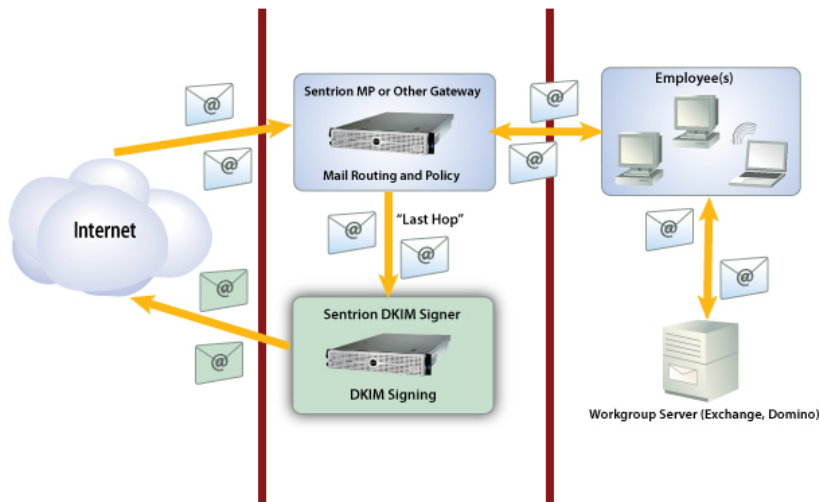 Sentrion MP or Other Gateway
Mail Routing and Policy
Employee(s)
@
@
@
@
Internet
"Last Hop"
@
@
@
@
@
@
Sentrion DKIM Signer
DKIM Signing
Workgroup Server (Exchange, Domino)